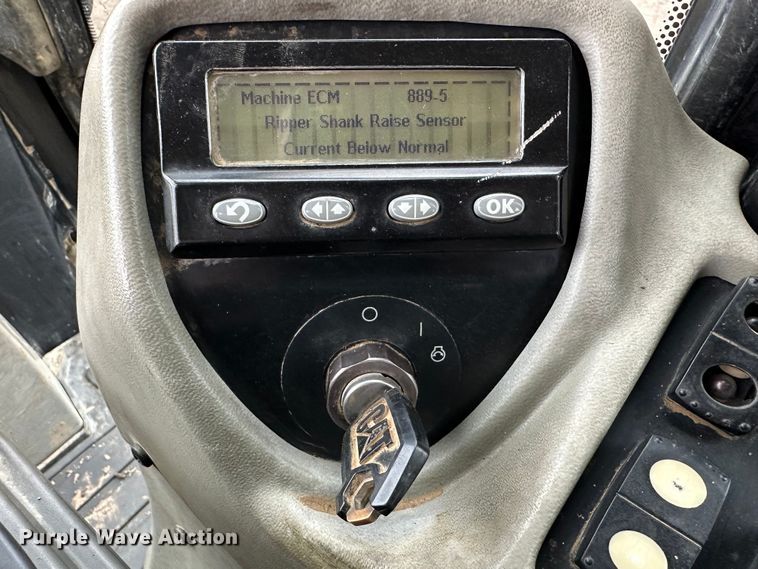 Machine ECM 889-5
Ripper Shank Raise Sensor
Current Below Normal
OK
CAT
Purple Wave Auction